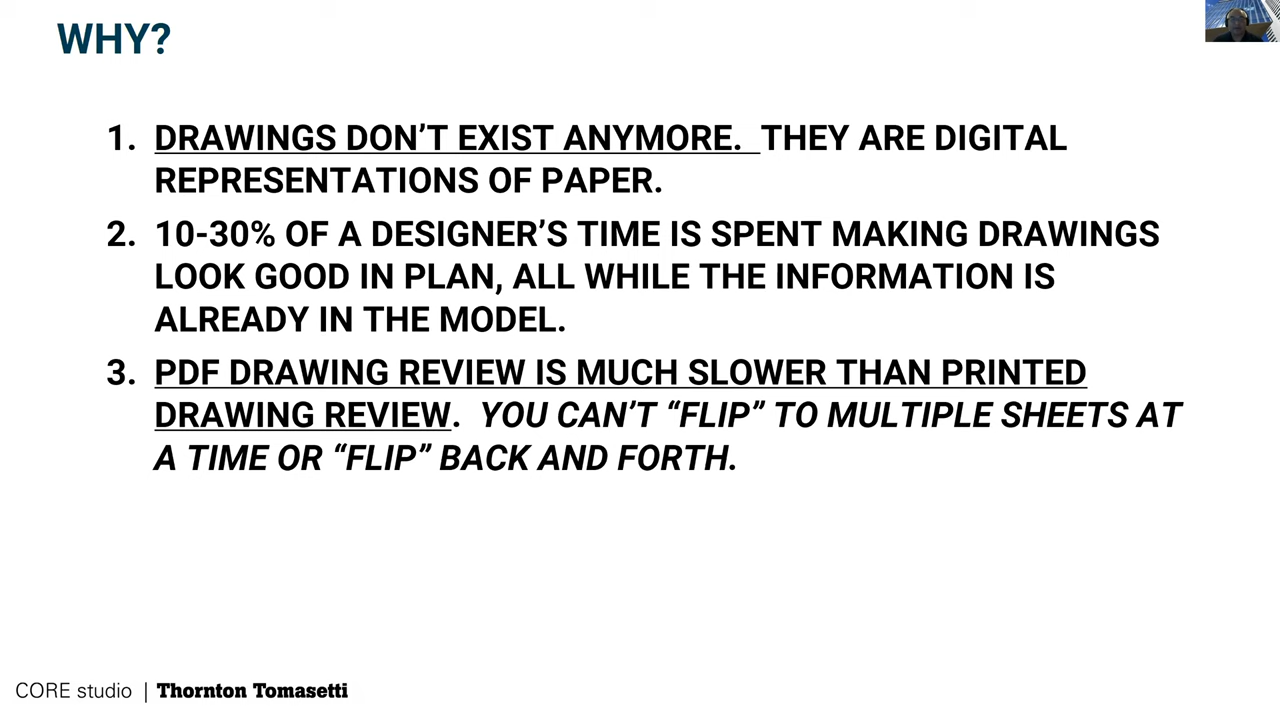 WHY?
1. DRAWINGS DON’T EXIST ANYMORE. THEY ARE DIGITAL
REPRESENTATIONS OF PAPER.
2. 10-30% OF A DESIGNER’S TIME IS SPENT MAKING DRAWINGS
LOOK GOOD IN PLAN, ALL WHILE THE INFORMATION IS
ALREADY IN THE MODEL.
3. PDF DRAWING REVIEW IS MUCH SLOWER THAN PRINTED
DRAWING REVIEW. YOU CAN’T “FLIP” TO MULTIPLE SHEETS AT
A TIME OR “FLIP” BACK AND FORTH.
CORE studio | Thornton Tomasetti